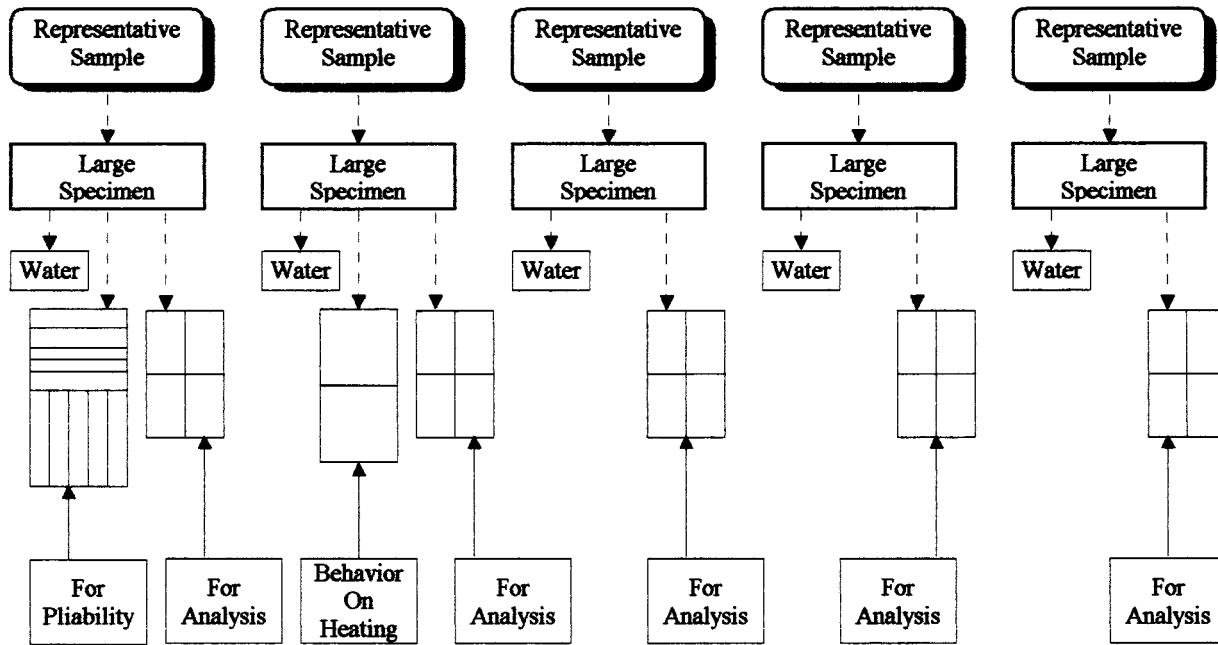 Representative
Sample
Representative
Sample
Representative
Sample
Representative
Sample
Representative
Sample
Large
Specimen
Large
Specimen
Large
Specimen
Large
Specimen
Large
Specimen
Water
Water
Water
Water
Water
For
Pliability
For
Analysis
Behavior
On
Heating
For
Analysis
For
Analysis
For
Analysis
For
Analysis